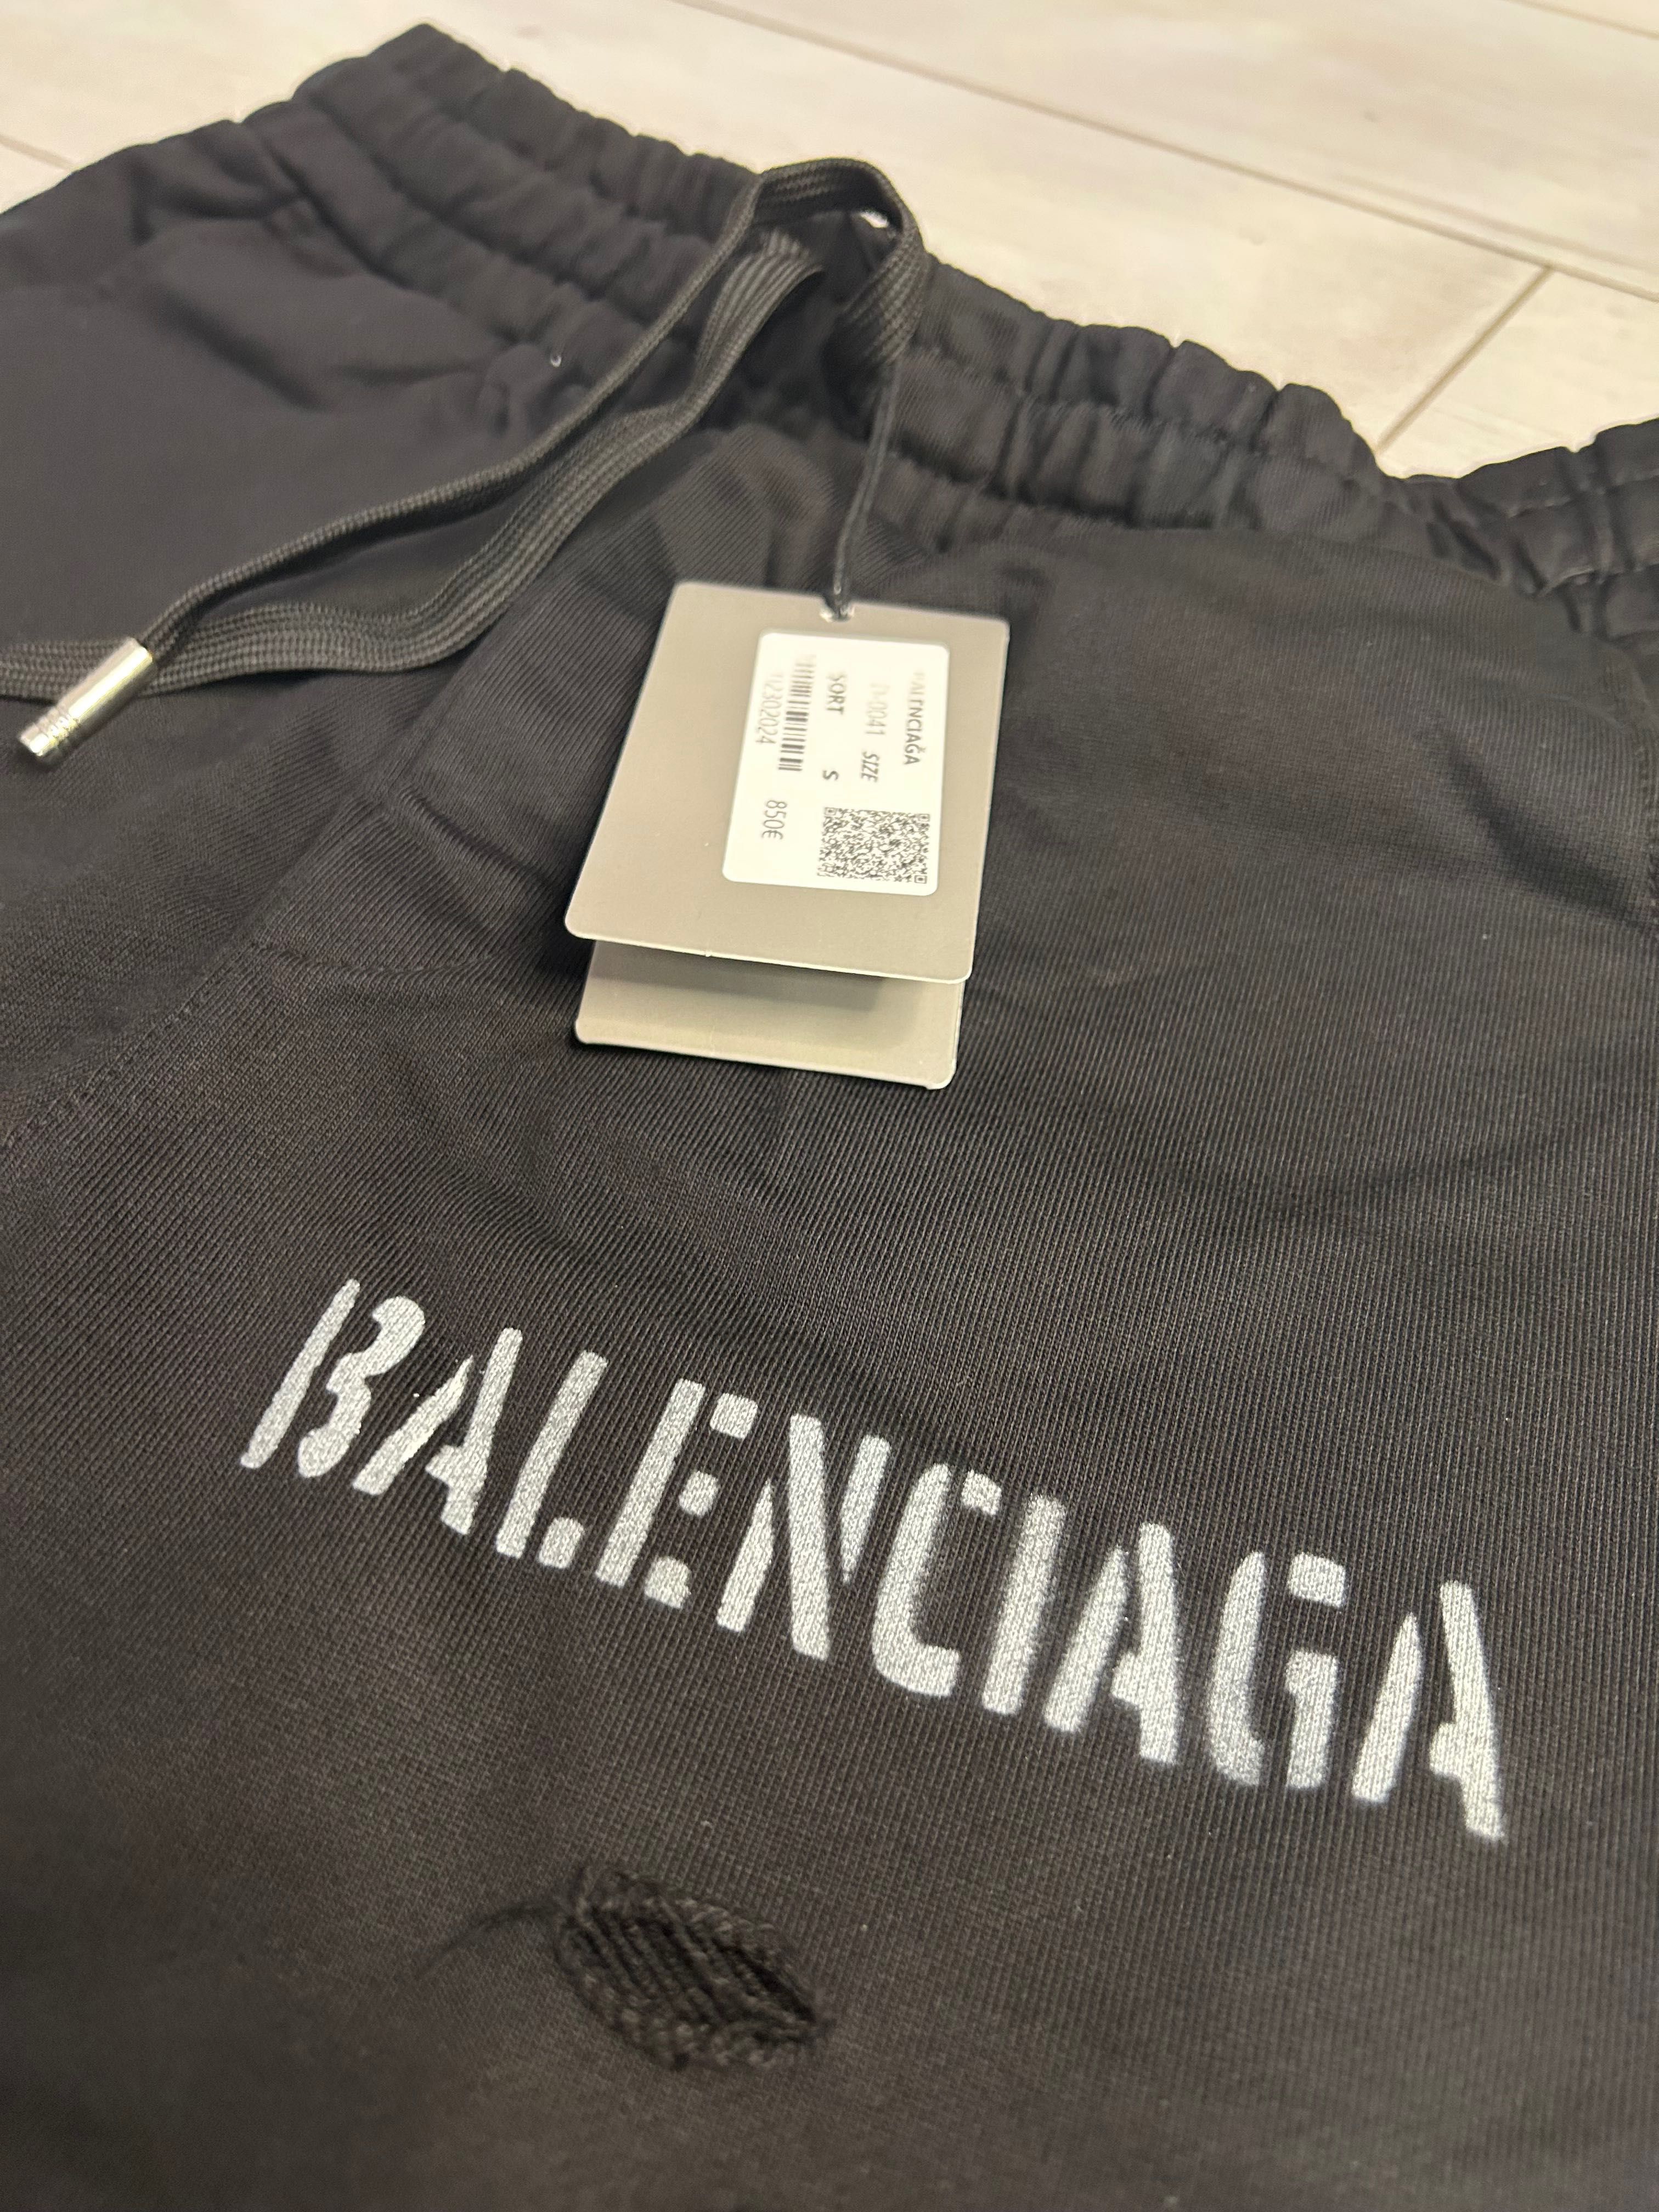 BALENCIAGA
SIZE
SORT S
850€
BALENCIAGA